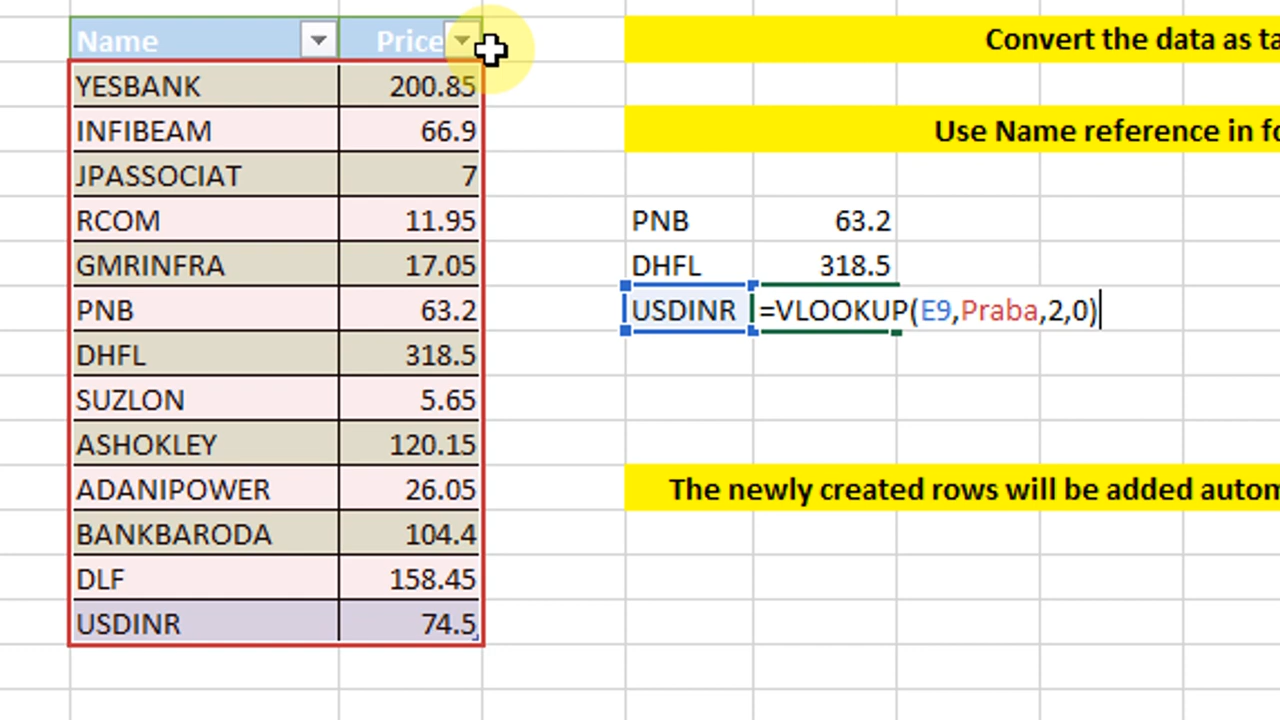 Name Price
YESBANK 200.85
INFIBEAM 66.9
JPASSOCIAT 7
RCOM 11.95
GMRINFRA 17.05
PNB 63.2
DHFL 318.5
SUZLON 5.65
ASHOKLEY 120.15
ADANIPOWER 26.05
BANKBARODA 104.4
DLF 158.45
USDINR 74.5
Convert the data as ta
Use Name reference in fo
PNB 63.2
DHFL 318.5
USDINR =VLOOKUP(E9,Praba,2,0)
The newly created rows will be added autom